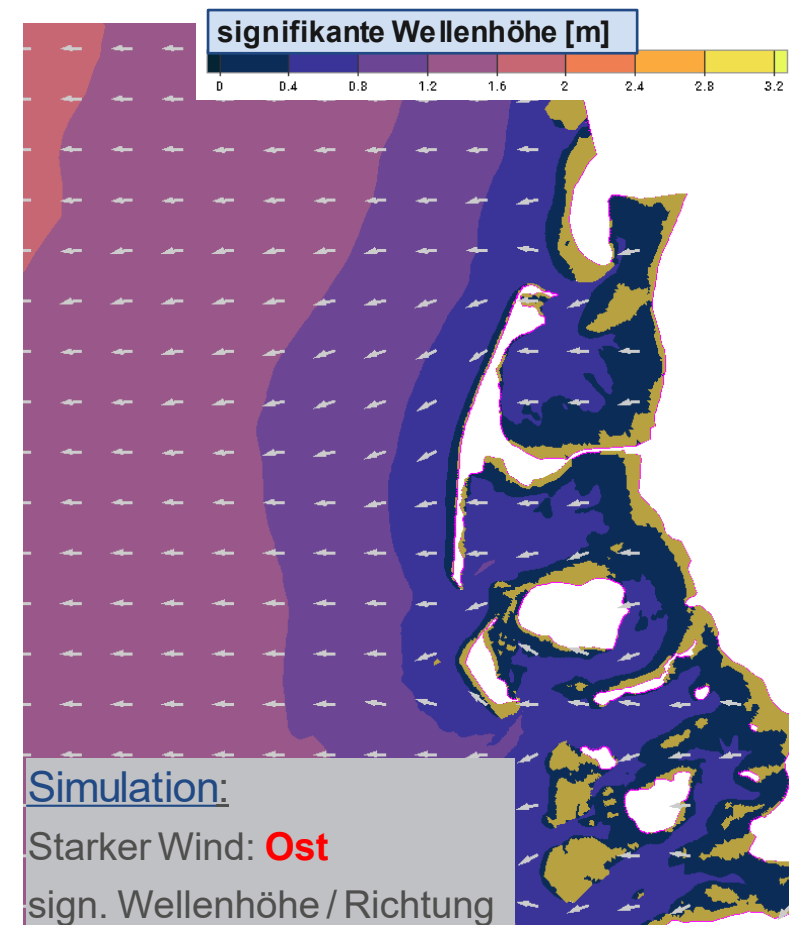 signifikante Wellenhöhe [m]
0 0.4 0.8 1.2 1.6 2 2.4 2.8 3.2
Simulation:
Starker Wind: Ost
sign. Wellenhöhe / Richtung